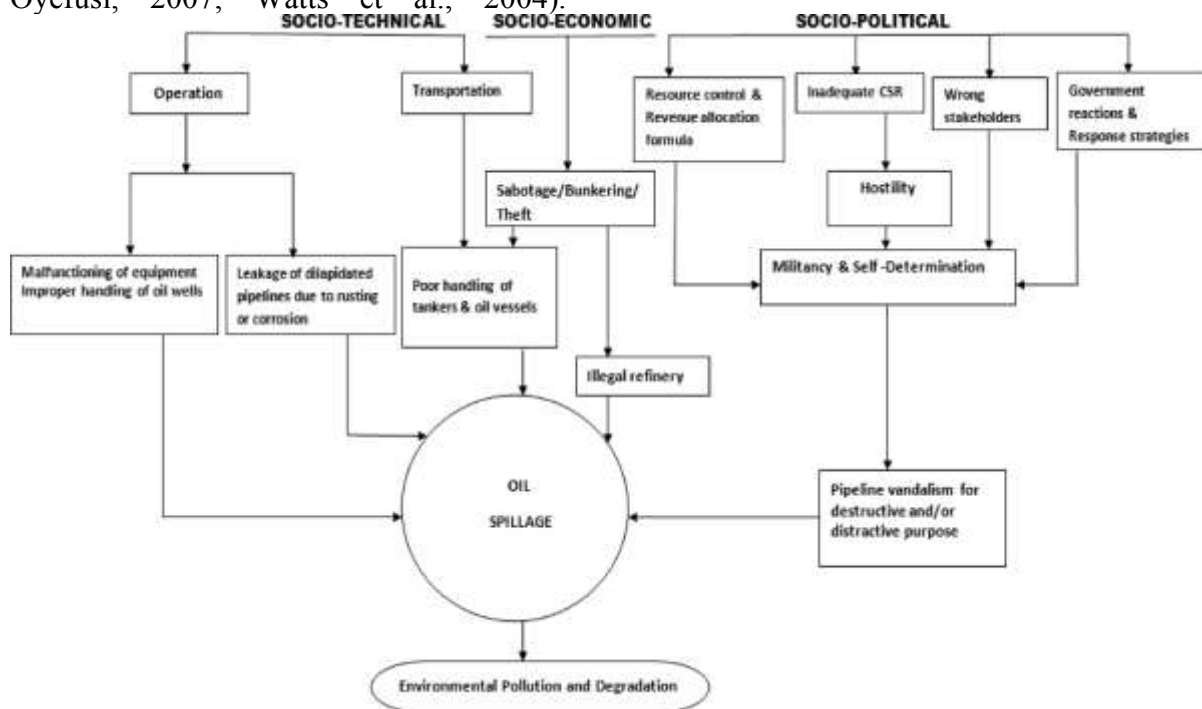 Oyefusi, 2007; Watts et al., 2004).
SOCIO-TECHNICAL
SOCIO-ECONOMIC
SOCIO-POLITICAL
Operation
Transportation
Resource control &
Revenue allocation
formula
Inadequate CSR
Wrong
stakeholders
Government
reactions &
Response strategies
Sabotage/Bunkering/
Theft
Hostility
Malfunctioning of equipment
Improper handling of oil wells
Leakage of dilapidated
pipelines due to rusting
or corrosion
Poor handling of
tankers & oil vessels
Militancy & Self-Determination
Illegal refinery
OIL
SPILLAGE
Pipeline vandalism for
destructive and/or
distractive purpose
Environmental Pollution and Degradation